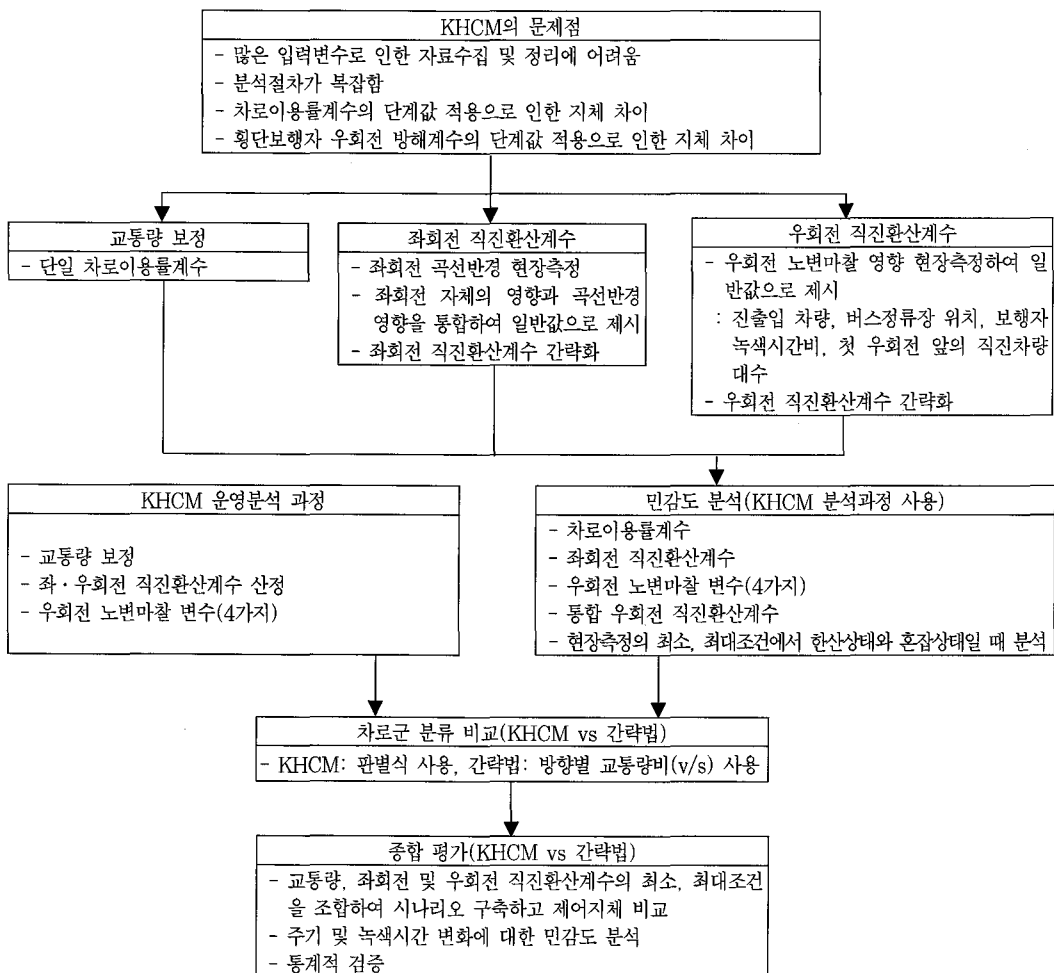 KHCM의 문제점
- 많은 입력변수로 인한 자료수집 및 정리에 어려움
- 분석절차가 복잡함
- 차로이용률계수의 단계값 적용으로 인한 지체 차이
- 횡단보행자 우회전 방해계수의 단계값 적용으로 인한 지체 차이
교통량 보정
- 단일 차로이용률계수
좌회전 직진환산계수
- 좌회전 곡선반경 현장측정
- 좌회전 자체의 영향과 곡선반경
영향을 통합하여 일반값으로 제시
- 좌회전 직진환산계수 간략화
우회전 직진환산계수
- 우회전 노변마찰 영향 현장측정하여 일
반값으로 제시
: 진출입 차량, 버스정류장 위치, 보행자
녹색시간비, 첫 우회전 앞의 직진차량
대수
- 우회전 직진환산계수 간략화
KHCM 운영분석 과정
- 교통량 보정
- 좌·우회전 직진환산계수 산정
- 우회전 노변마찰 변수(4가지)
민감도 분석(KHCM 분석과정 사용)
- 차로이용률계수
- 좌회전 직진환산계수
- 우회전 노변마찰 변수(4가지)
- 통합 우회전 직진환산계수
- 현장측정의 최소, 최대조건에서 한산상태와 혼잡상태일 때 분석
차로군 분류 비교(KHCM vs 간략법)
- KHCM: 판별식 사용, 간략법: 방향별 교통량비(v/s) 사용
종합 평가(KHCM vs 간략법)
- 교통량, 좌회전 및 우회전 직진환산계수의 최소, 최대조건
을 조합하여 시나리오 구축하고 제어지체 비교
- 주기 및 녹색시간 변화에 대한 민감도 분석
- 통계적 검증